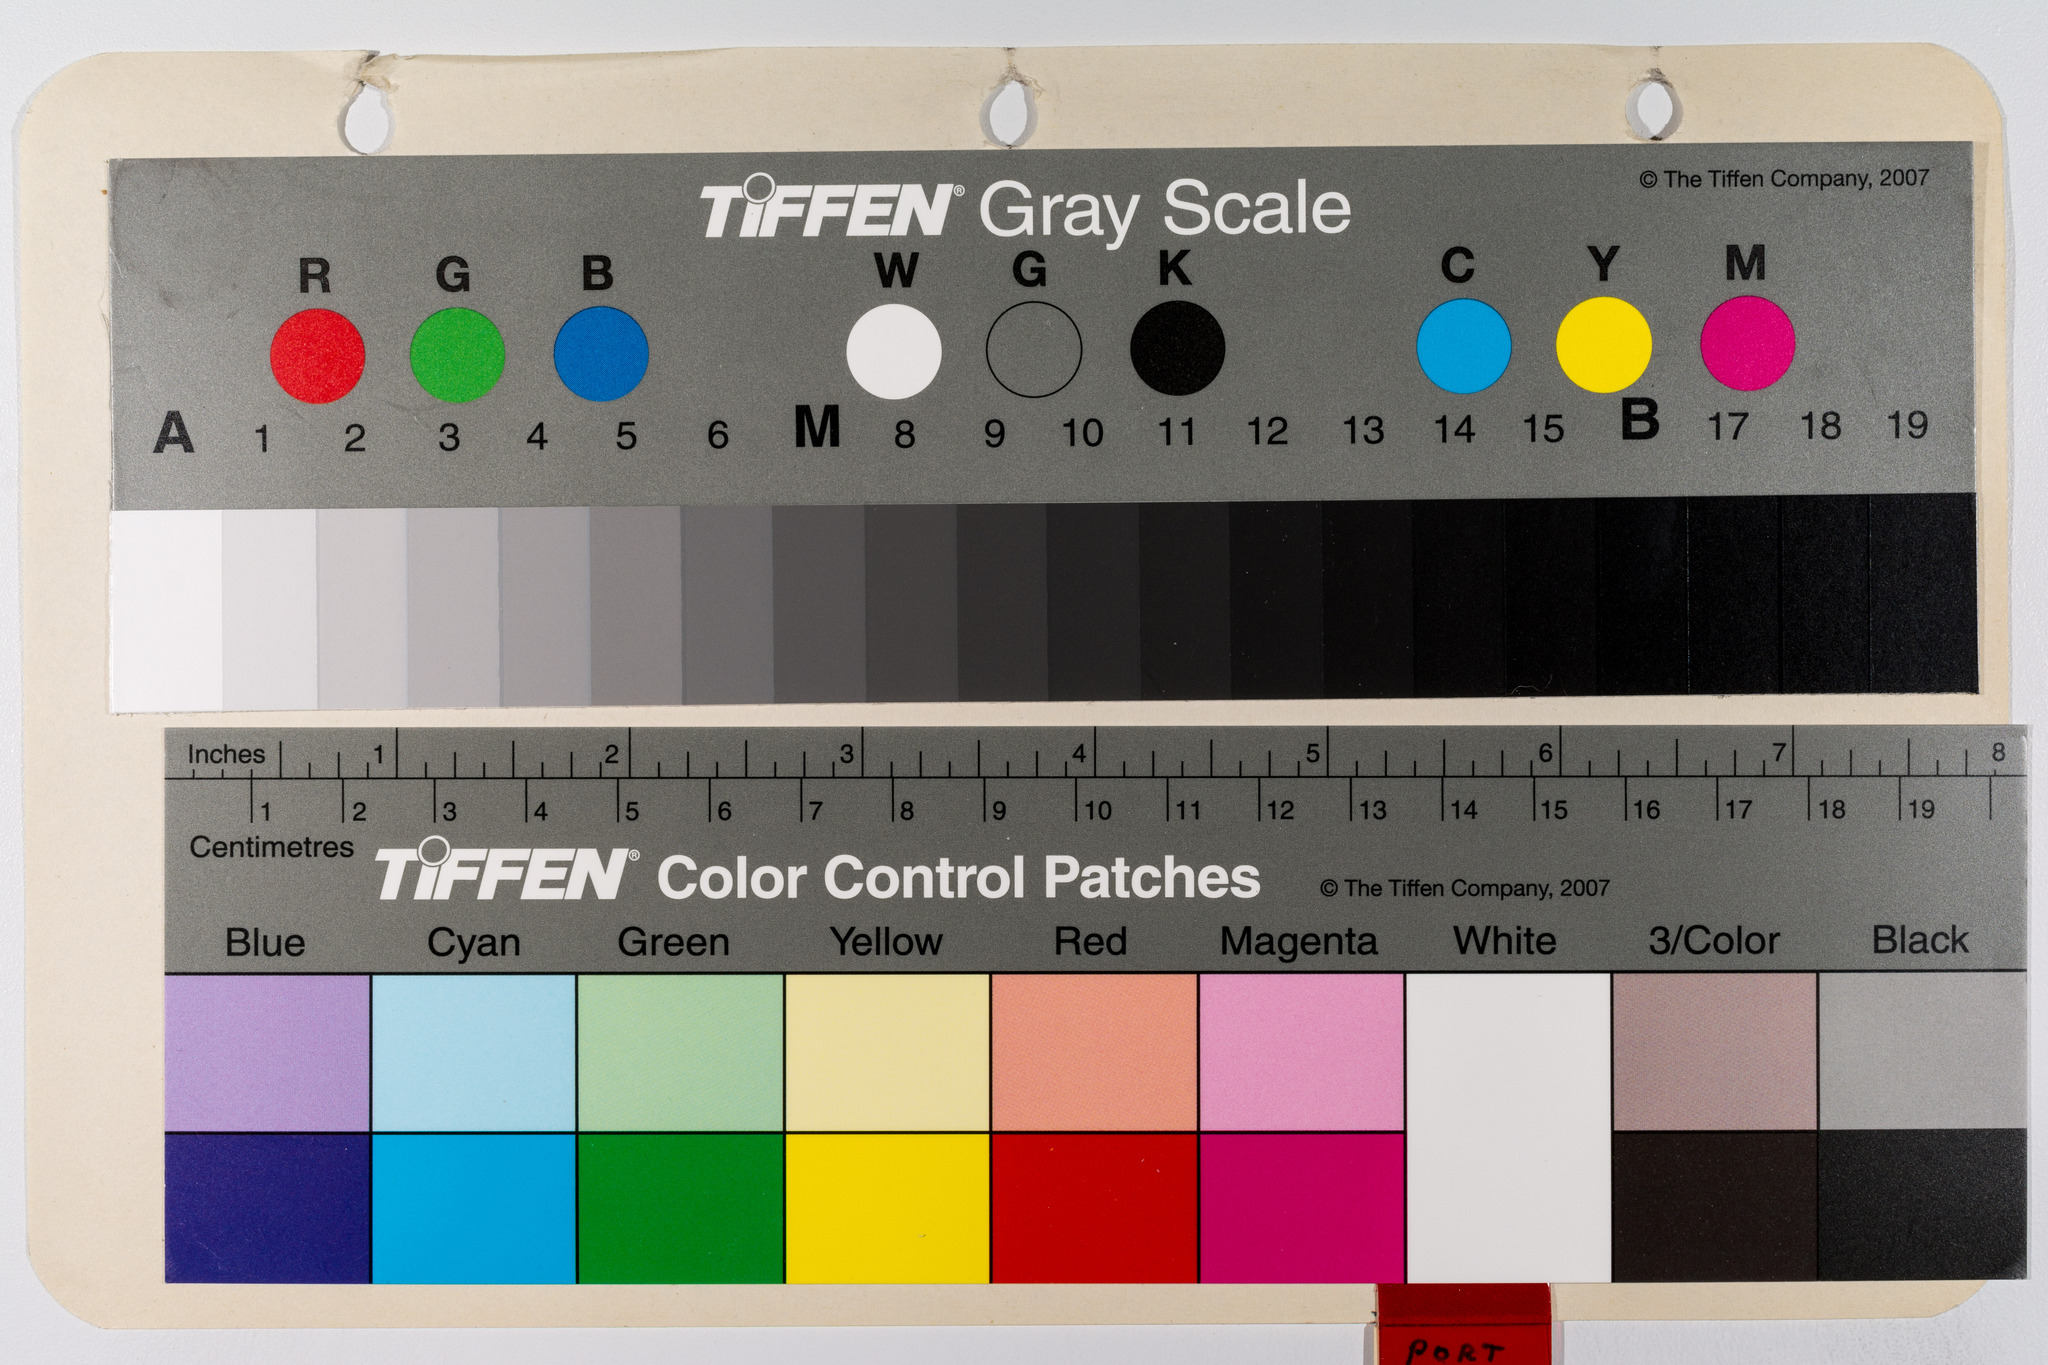 TIFFEN® Gray Scale
© The Tiffen Company, 2007
R G B W G K C Y M
A 1 2 3 4 5 6 M 8 9 10 11 12 13 14 15 B 17 18 19
Inches 1 2 3 4 5 6 7 8
1 2 3 4 5 6 7 8 9 10 11 12 13 14 15 16 17 18 19
Centimetres
TIFFEN® Color Control Patches
© The Tiffen Company, 2007
Blue Cyan Green Yellow Red Magenta White 3/Color Black
PORT